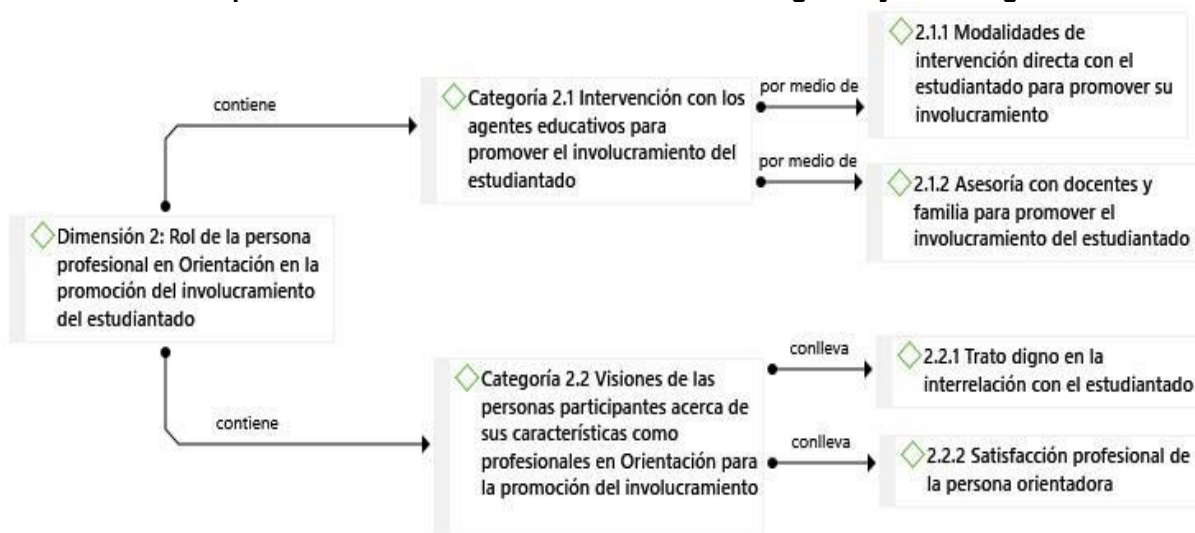 contiene
Categoría 2.1 Intervención con los
agentes educativos para
promover el involucramiento del
estudiantado
por medio de
2.1.1 Modalidades de
intervención directa con el
estudiantado para promover su
involucramiento
por medio de
2.1.2 Asesoría con docentes y
familia para promover el
involucramiento del estudiantado
Dimensión 2: Rol de la persona
profesional en Orientación en la
promoción del involucramiento
del estudiantado
contiene
Categoría 2.2 Visiones de las
personas participantes acerca de
sus características como
profesionales en Orientación para
la promoción del involucramiento
conlleva
2.2.1 Trato digno en la
interrelación con el estudiantado
conlleva
2.2.2 Satisfacción profesional de
la persona orientadora